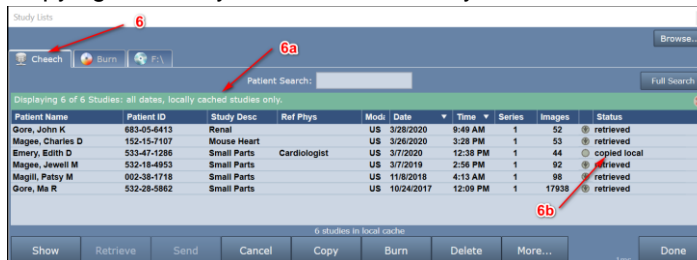 Study Lists
6
Browse..
Cheech Burn F:\
6a
Patient Search: Full Search
Displaying 6 of 6 Studies: all dates, locally cached studies only.
Patient Name Patient ID Study Desc Ref Phys Moda Date Time Series Images Status
Gore, John K 683-05-6413 Renal US 3/28/2020 9:49 AM 1 52 retrieved
Magee, Charles D 152-15-7107 Mouse Heart US 3/26/2020 3:28 PM 1 53 retrieved
Emery, Edith D 533-47-1286 Small Parts Cardiologist US 3/7/2020 12:38 PM 1 44 copied local
Magee, Jewell M 532-18-4953 Small Parts US 3/7/2019 2:56 PM 1 92 retrieved
Magill, Patsy M 002-38-1718 Small Parts US 11/8/2018 4:13 AM 1 98 retrieved
Gore, Ma R 532-28-5862 Small Parts US 10/24/2017 12:09 PM 1 17938 retrieved
6b
6 studies in local cache
Show Retrieve Send Cancel Copy Burn Delete More... Done